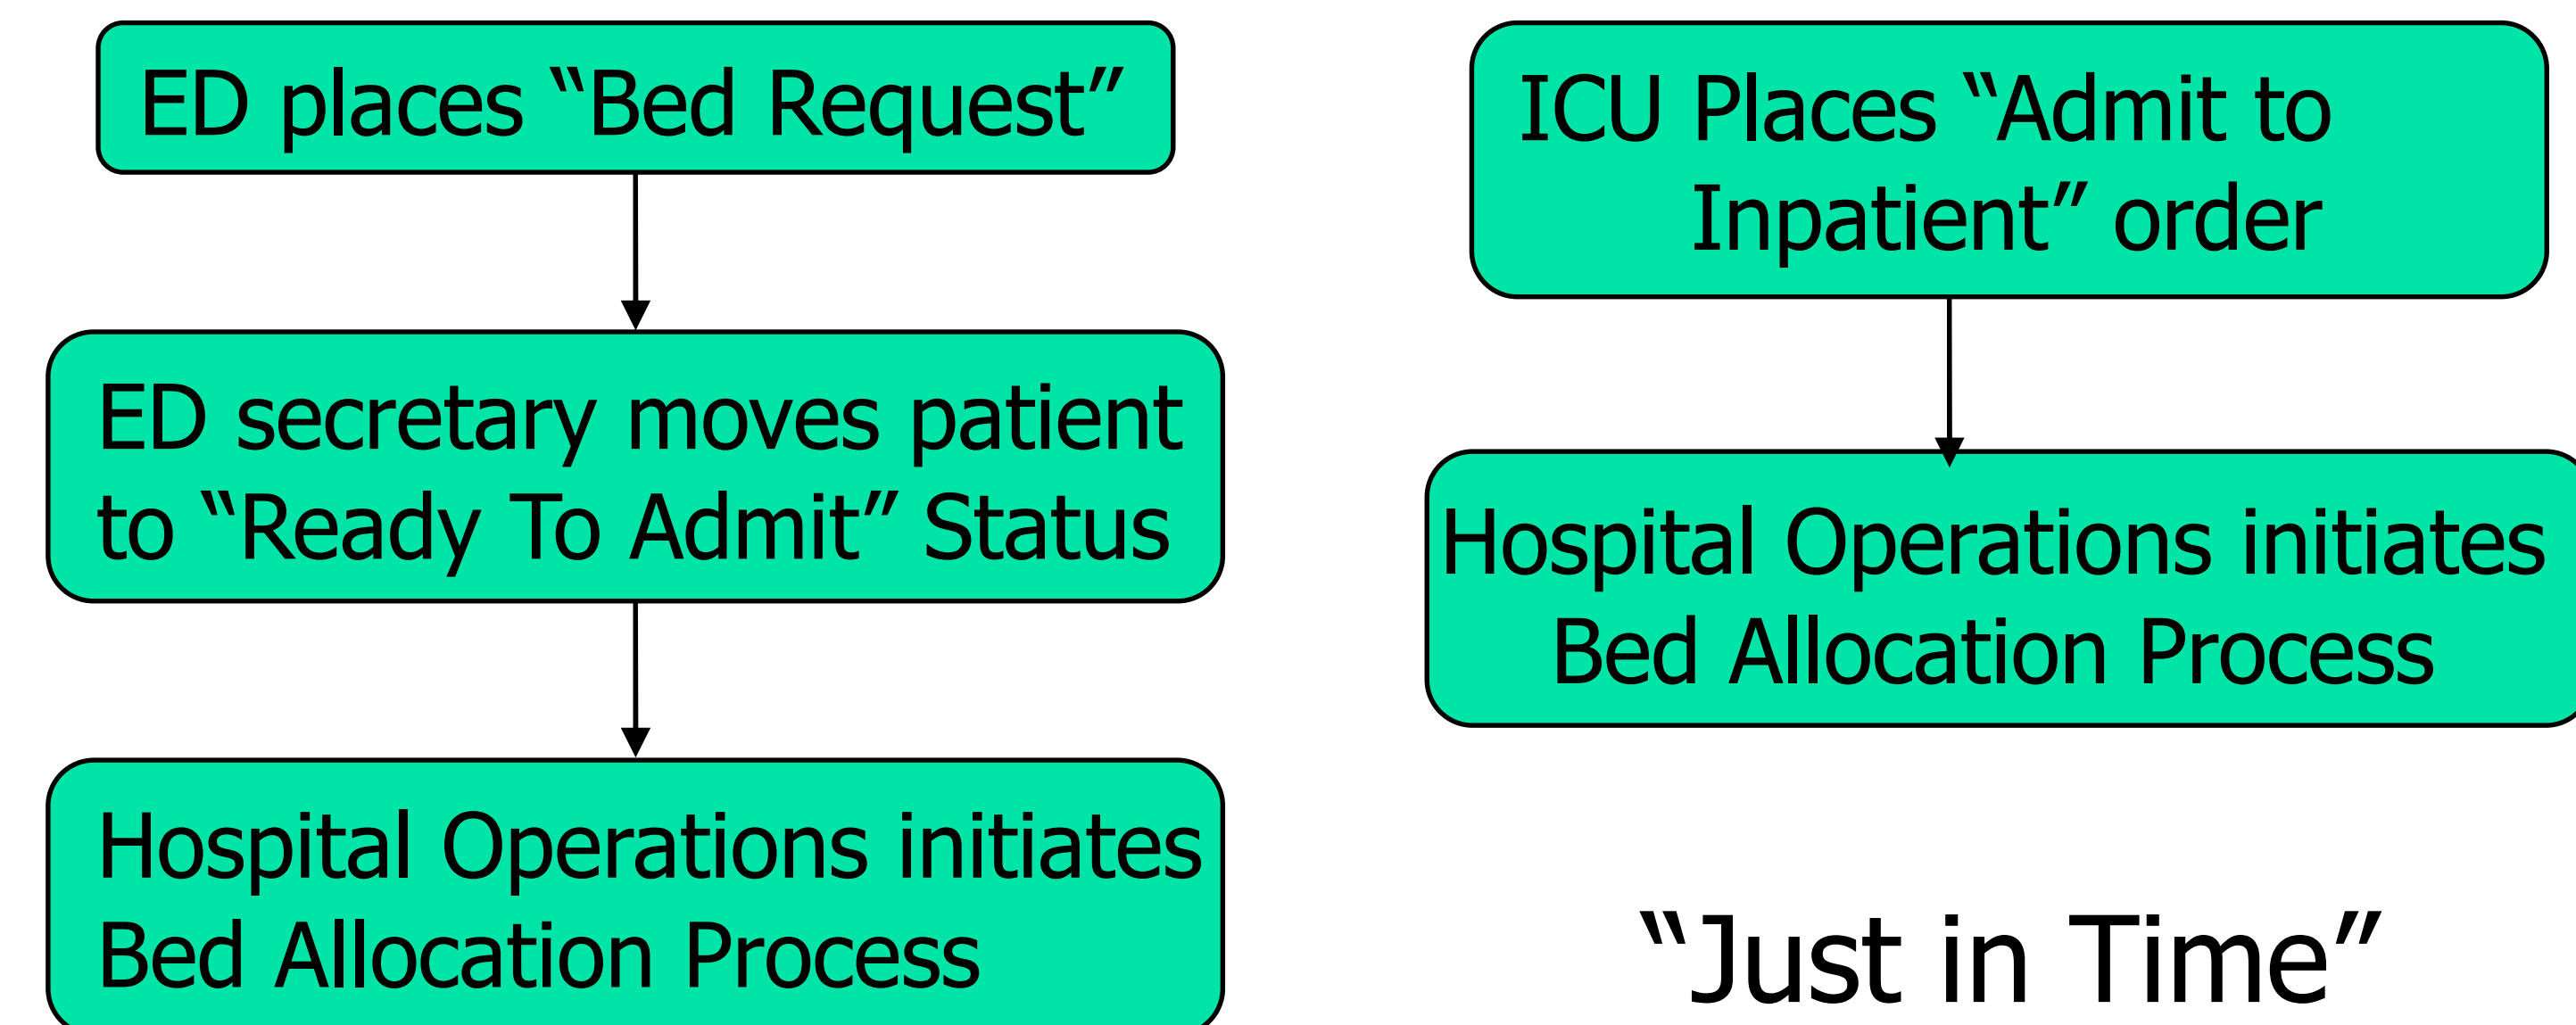 ED places “Bed Request”
ED secretary moves patient
to “Ready To Admit” Status
Hospital Operations initiates
Bed Allocation Process
ICU Places “Admit to
Inpatient” order
Hospital Operations initiates
Bed Allocation Process
“Just in Time”